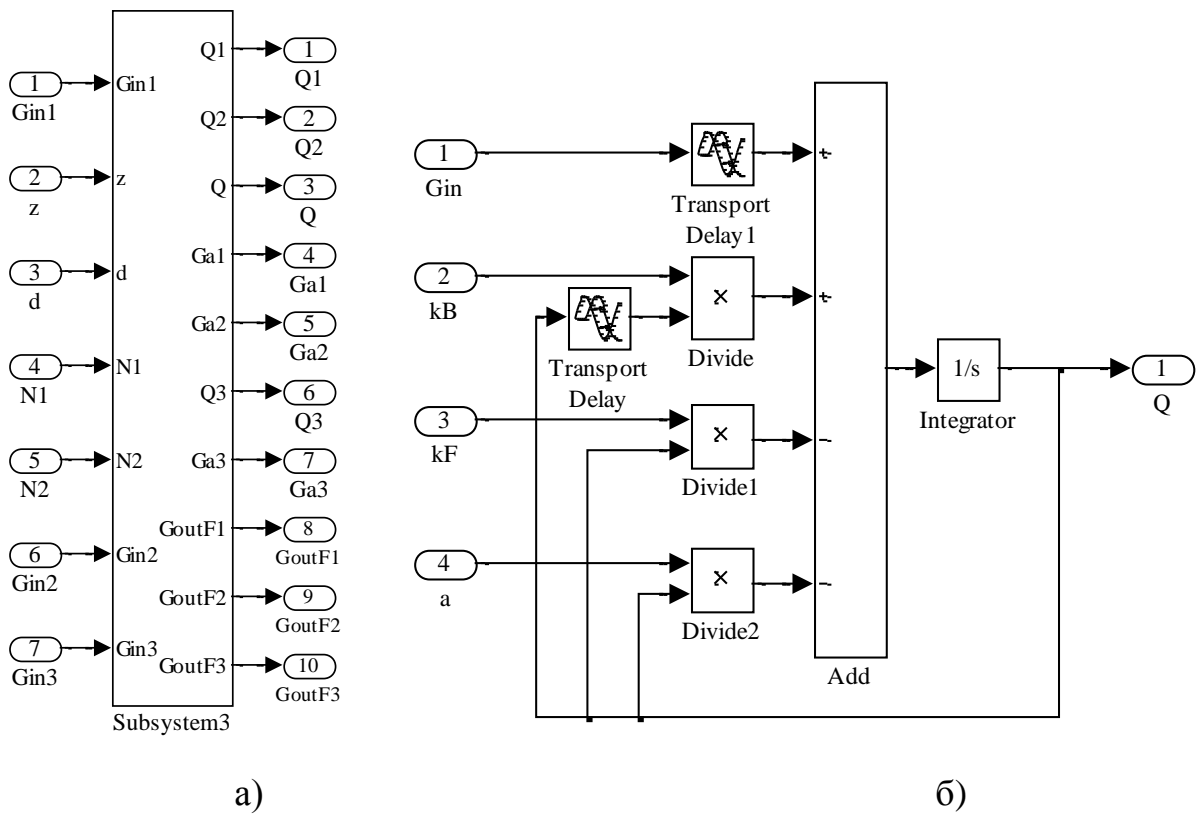 Q1
1
Q1
1
Gin1
Gin1
Q2
2
Q2
2
z
z
Q
3
Q
3
d
d
Ga1
4
Ga1
Ga2
5
Ga2
4
N1
N1
Q3
6
Q3
5
N2
N2
Ga3
7
Ga3
GoutF1
8
GoutF1
6
Gin2
Gin2
GoutF2
9
GoutF2
7
Gin3
Gin3
GoutF3
10
GoutF3
Subsystem3
а)
1
Gin
Transport
Delay1
+
2
kB
Transport
Delay
×
Divide
+
3
kF
×
Divide1
−
4
a
×
Divide2
−
Add
1/s
Integrator
1
Q
б)